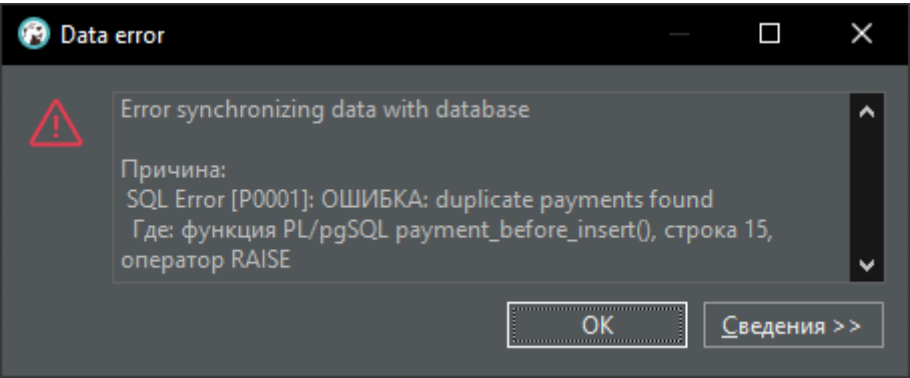 Data error
Error synchronizing data with database
Причина:
SQL Error [P0001]: ОШИБКА: duplicate payments found
Где: функция PL/pgSQL payment_before_insert(), строка 15,
оператор RAISE
OK
Сведения >>